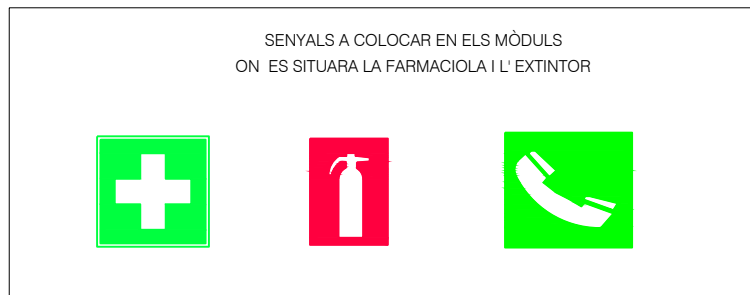 SENYALS A COLOCAR EN ELS MÒDULS
ON ES SITUARA LA FARMACIOLA I L' EXTINTOR